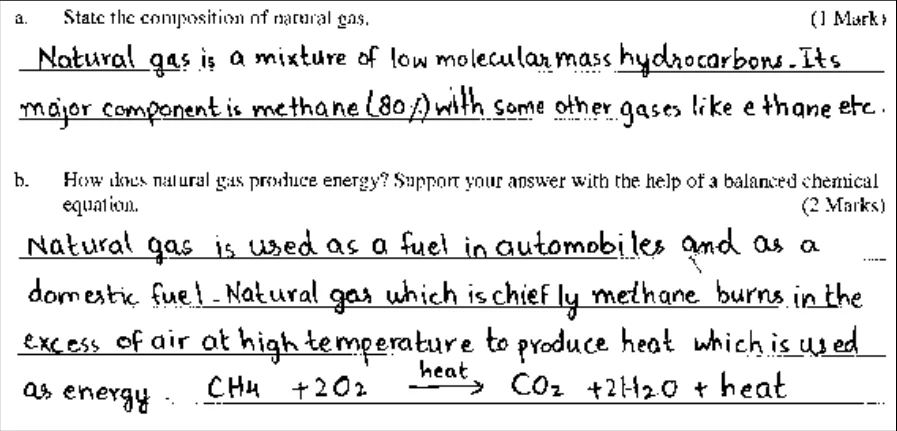 a. State the composition of natural gas. (1 Mark)
Natural gas is a mixture of low molecular mass hydrocarbons. Its
major component is methane (80%) with some other gases like ethane etc.
b. How does natural gas produce energy? Support your answer with the help of a balanced chemical
equation. (2 Marks)
Natural gas is used as a fuel in automobiles and as a
domestic fuel. Natural gas which is chiefly methane burns in the
excess of air at high temperature to produce heat which is used
as energy. CH4 + 2O2 heat → CO2 + 2H2O + heat